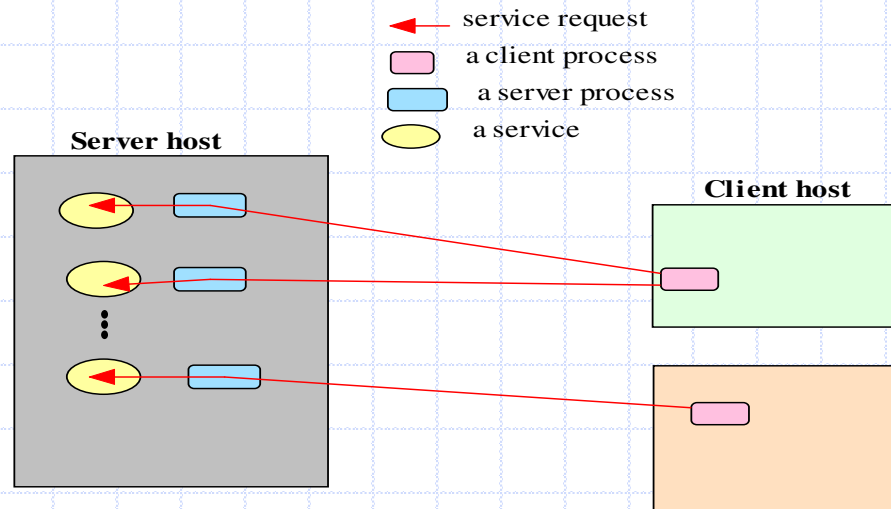 service request
a client process
a server process
a service
Server host
Client host